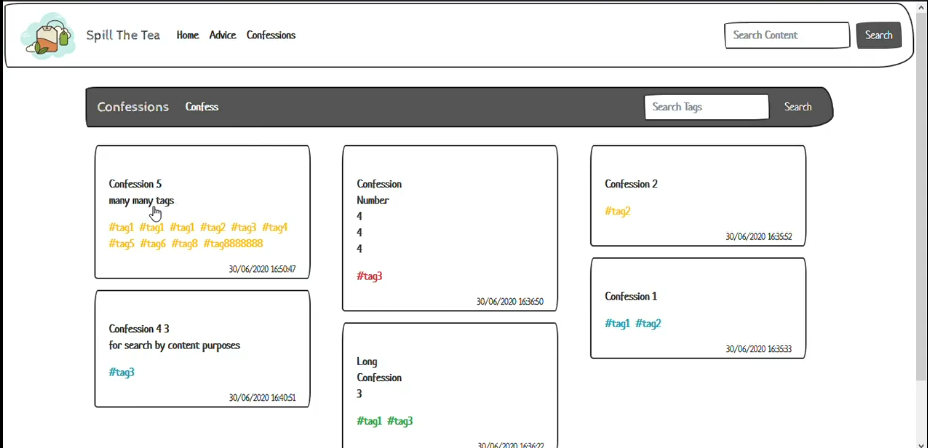 Spill The Tea Home Advice Confessions Search Content Search
Confessions Confess Search Tags Search
Confession 5
many many tags
#tag1 #tag1 #tag1 #tag2 #tag3 #tag4
#tag5 #tag6 #tag8 #tag8888888
30/06/2020 16:50:47
Confession 4 3
for search by content purposes
#tag3
30/06/2020 16:40:51
Confession
Number
4
4
4
#tag3
30/06/2020 16:36:50
Long
Confession
3
#tag1 #tag3
30/06/2020 16:36:22
Confession 2
#tag2
30/06/2020 16:35:52
Confession 1
#tag1 #tag2
30/06/2020 16:35:33